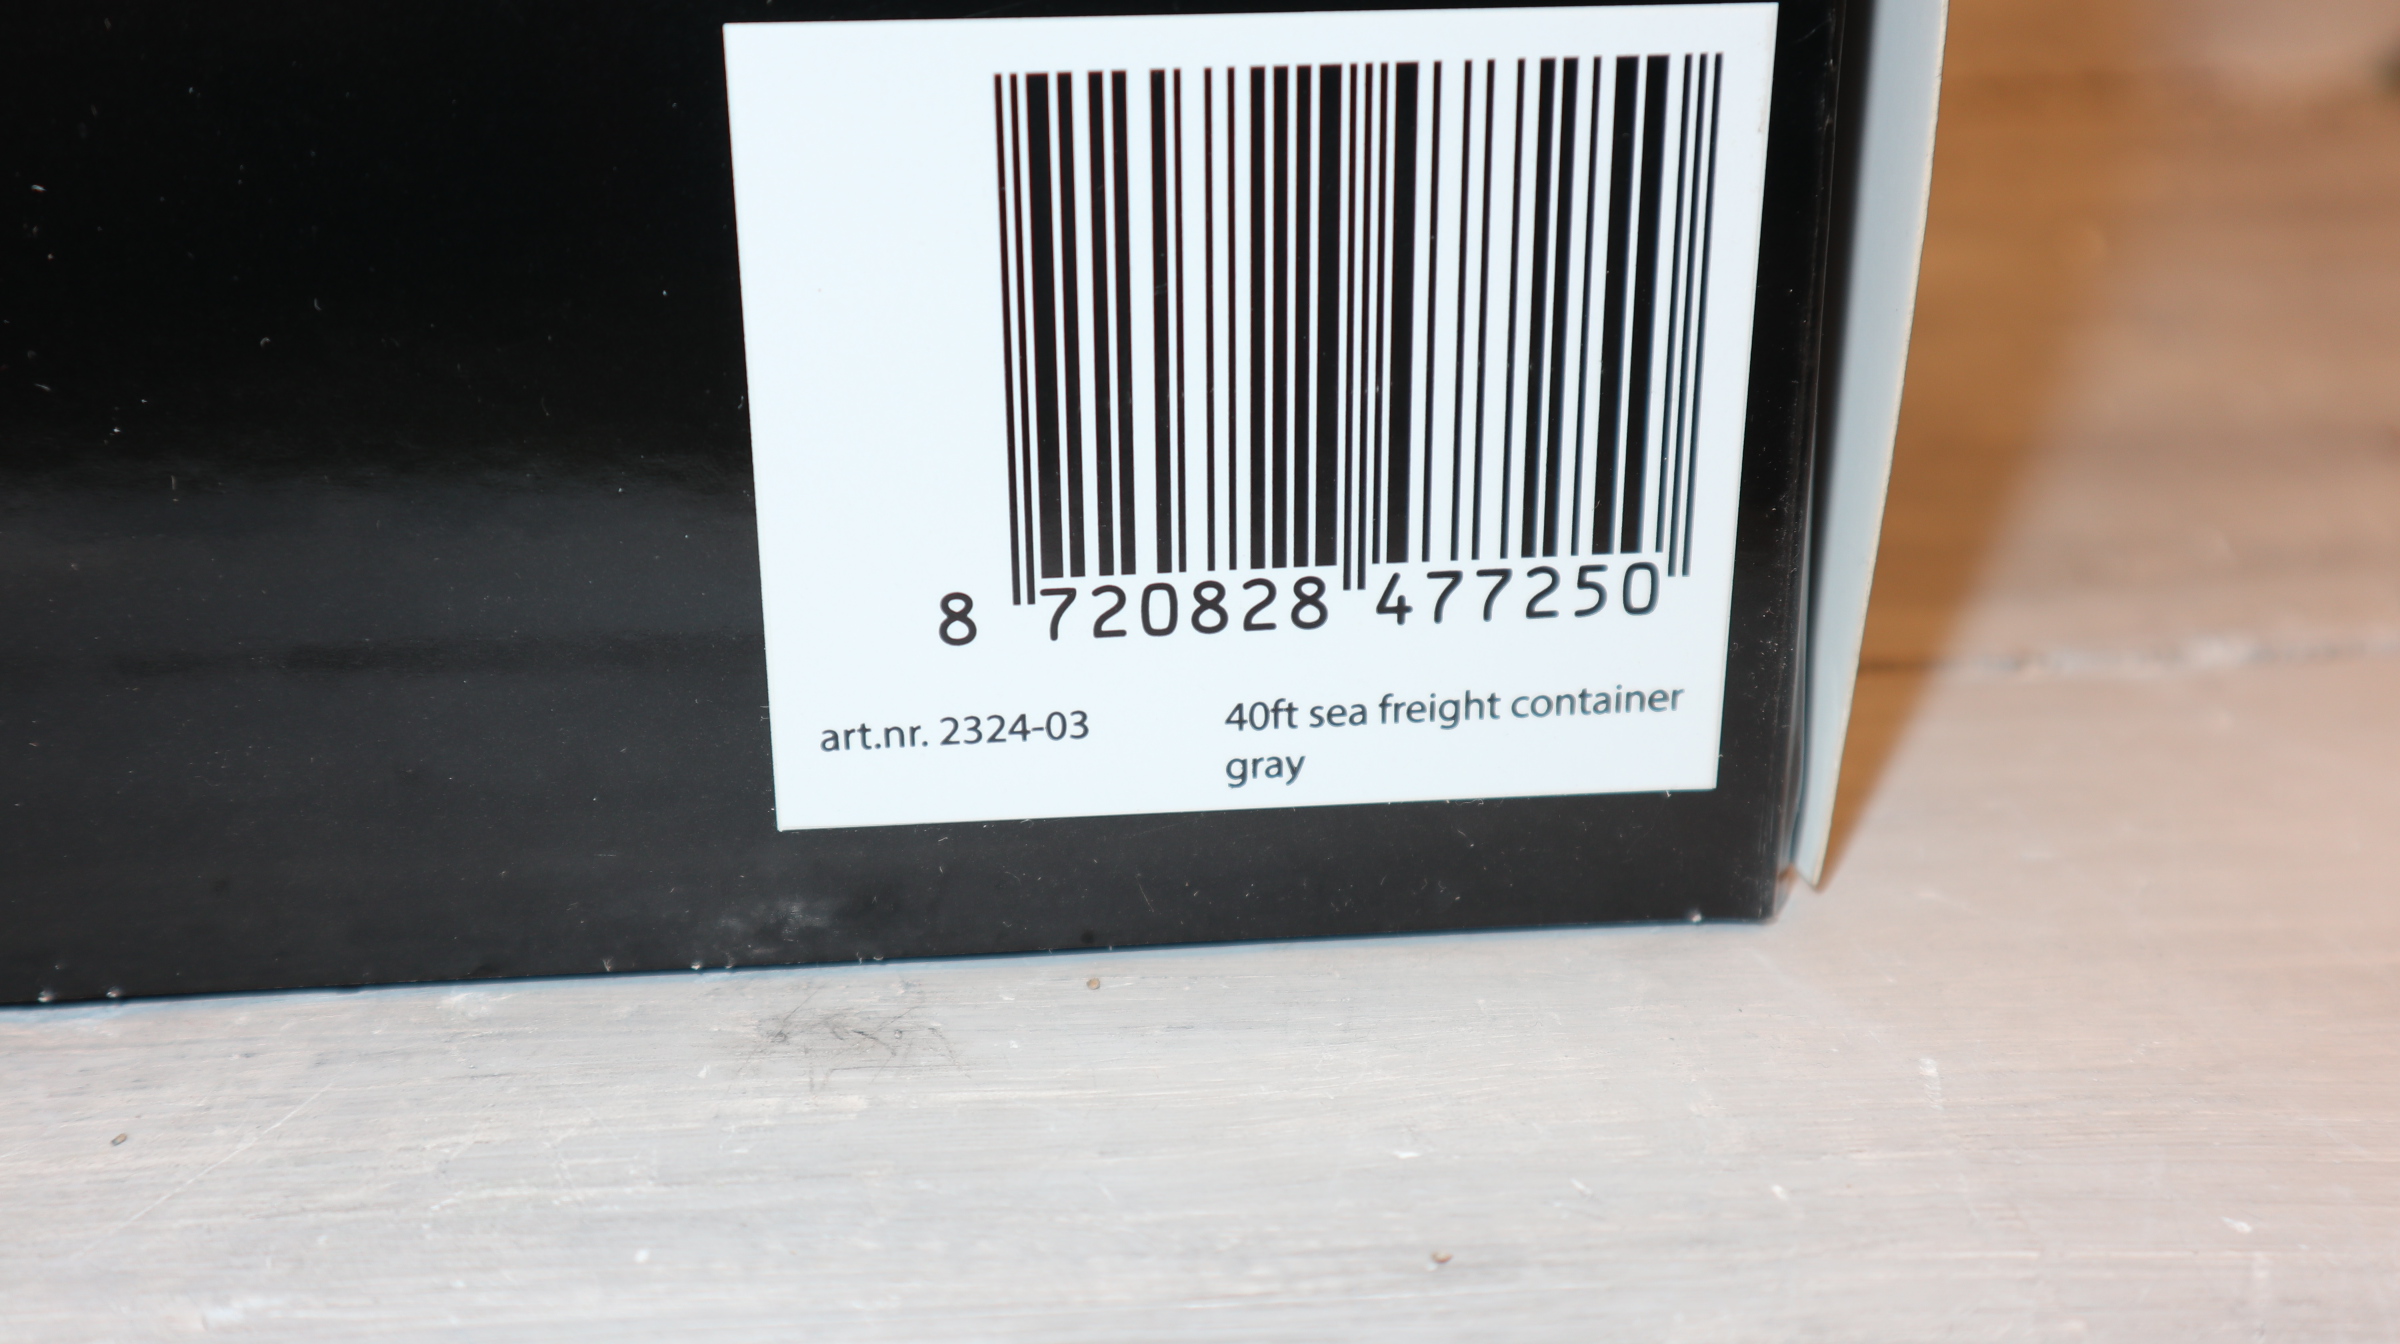 8 720828 477250
art.nr. 2324-03
40ft sea freight container
gray